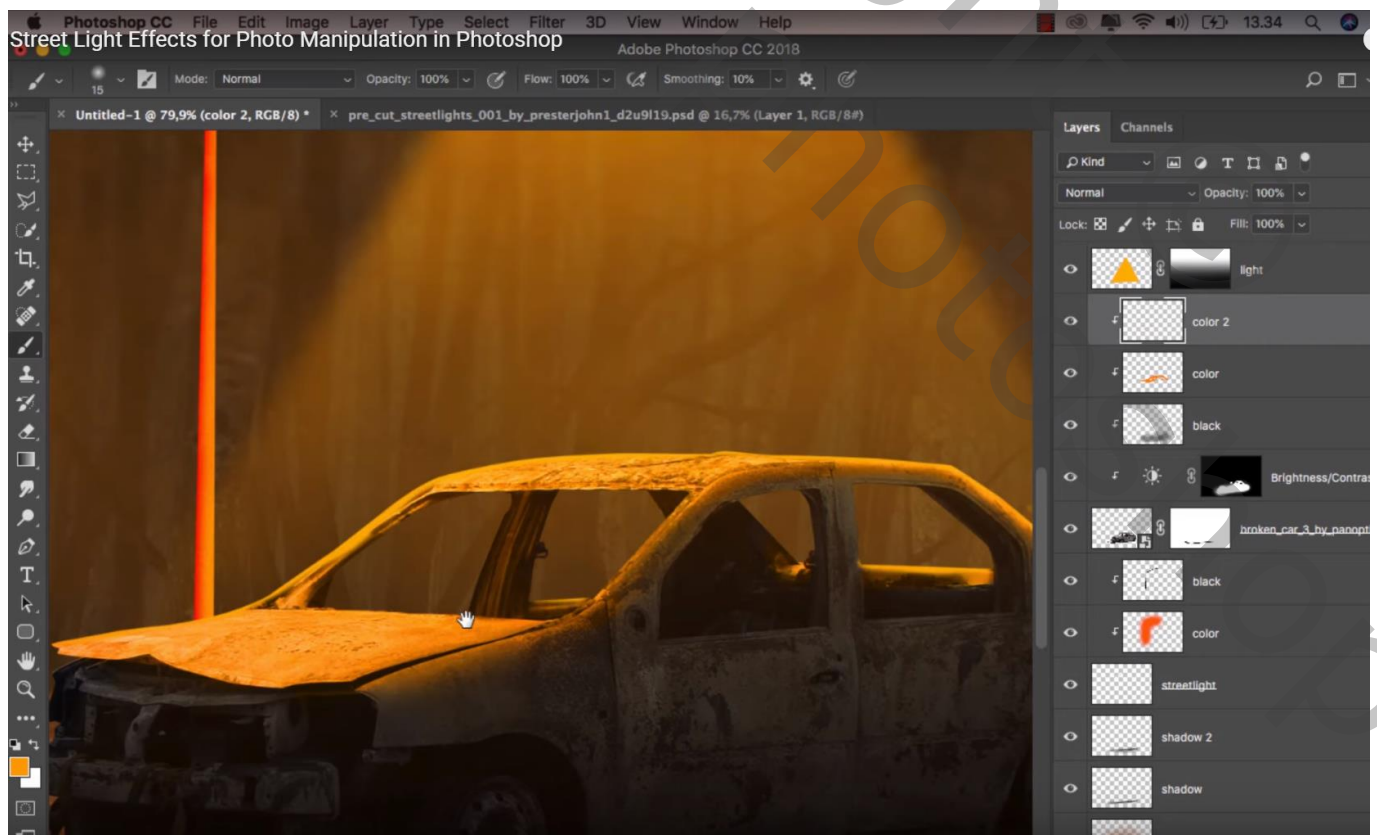 Photoshop CC File Edit Image Layer Type Select Filter 3D View Window Help 13.34
Street Light Effects for Photo Manipulation in Photoshop
Adobe Photoshop CC 2018
15 Mode: Normal Opacity: 100% Flow: 100% Smoothing: 10%
Untitled-1 @ 79,9% (color 2, RGB/8) * pre_cut_streetlights_001_by_presterjohn1_d2u9l19.psd @ 16,7% (Layer 1, RGB/8#)
Layers Channels
Kind
Normal Opacity: 100%
Lock: Fill: 100%
light
color 2
color
black
Brightness/Contras
broken_car_3_by_panopt
black
color
streetlight
shadow 2
shadow